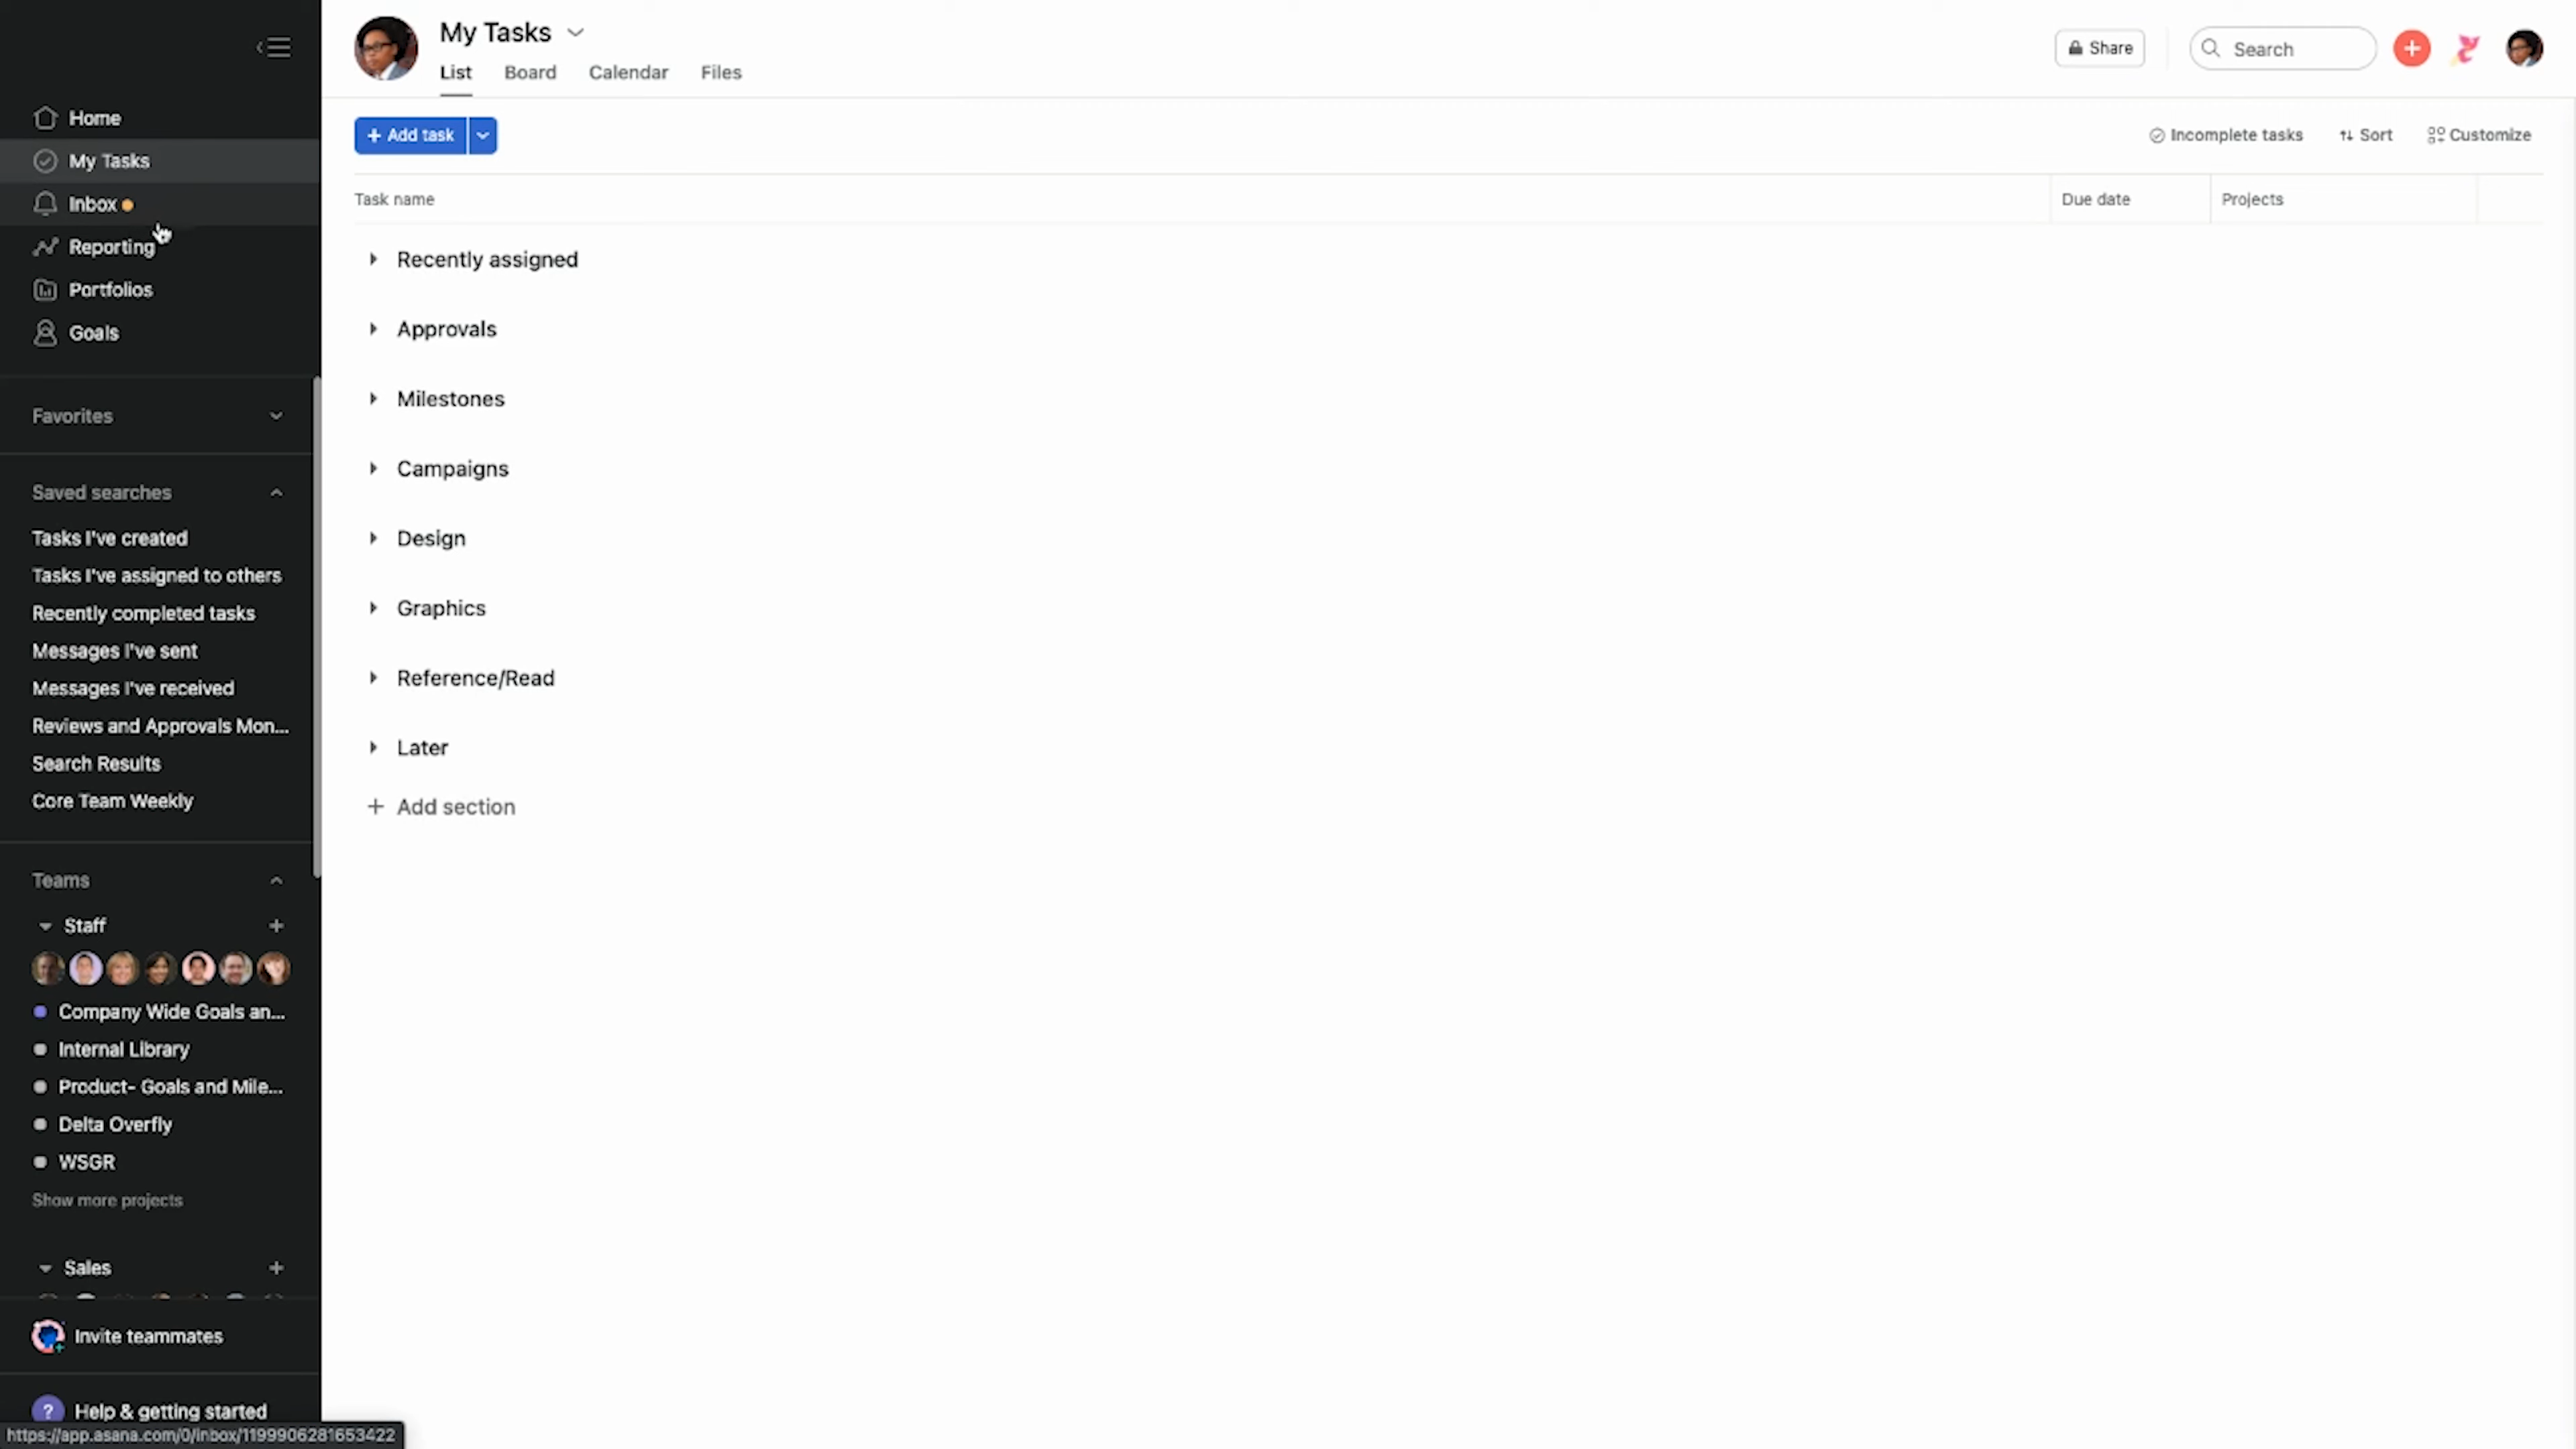 Home
My Tasks
Inbox
Reporting
Portfolios
Goals
Favorites
Saved searches
Tasks I've created
Tasks I've assigned to others
Recently completed tasks
Messages I've sent
Messages I've received
Reviews and Approvals Mon...
Search Results
Core Team Weekly
Teams
Staff
Company Wide Goals an...
Internal Library
Product- Goals and Mile...
Delta Overfly
WSGR
Show more projects
Sales
Invite teammates
? Help & getting started
https://app.asana.com/0/inbox/1199906281653422
My Tasks
List Board Calendar Files
Share Search
+ Add task
Incomplete tasks Sort Customize
Task name Due date Projects
Recently assigned
Approvals
Milestones
Campaigns
Design
Graphics
Reference/Read
Later
+ Add section